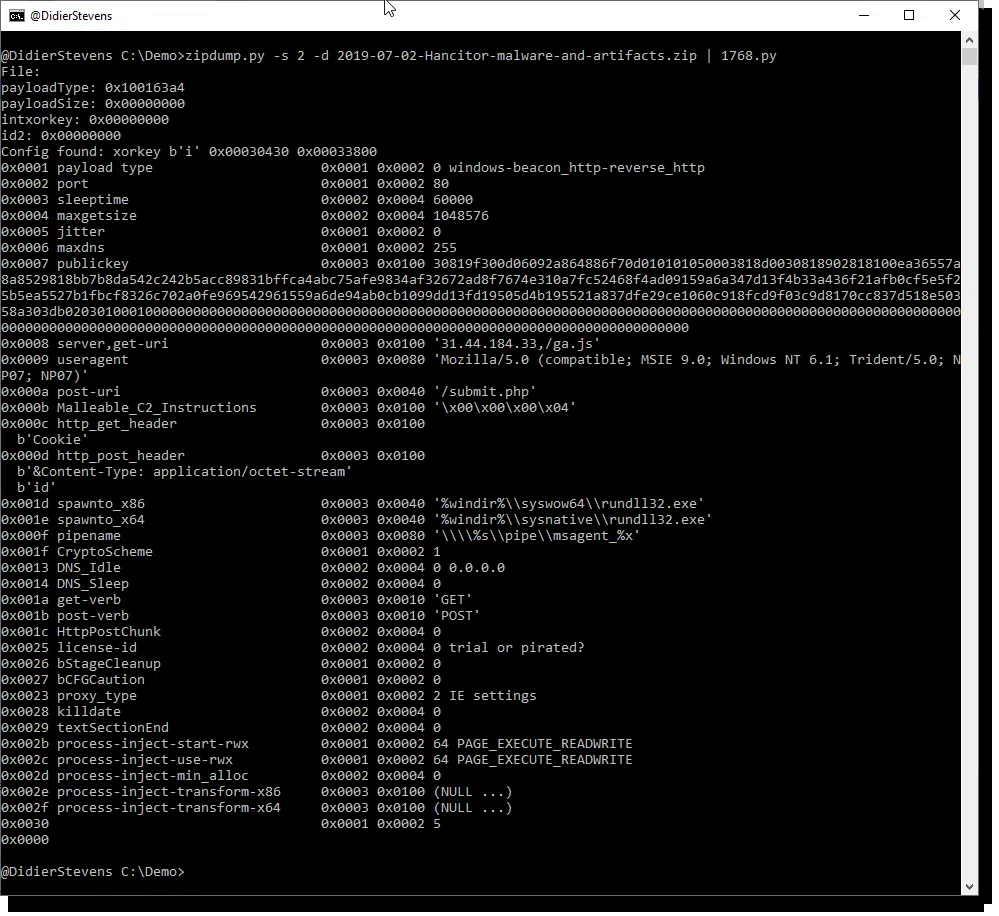 @DidierStevens
@DidierStevens C:\Demo>zipdump.py -s 2 -d 2019-07-02-Hancitor-malware-and-artifacts.zip | 1768.py
File:
payloadType: 0x100163a4
payloadSize: 0x00000000
intxorkey: 0x00000000
id2: 0x00000000
Config found: xorkey b'i' 0x00030430 0x00033800
0x0001 payload type                     0x0001 0x0002 0 windows-beacon_http-reverse_http
0x0002 port                             0x0001 0x0002 80
0x0003 sleeptime                        0x0002 0x0004 60000
0x0004 maxgetsize                       0x0002 0x0004 1048576
0x0005 jitter                           0x0001 0x0002 0
0x0006 maxdns                           0x0001 0x0002 255
0x0007 publickey                        0x0003 0x0100 30819f300d06092a864886f70d010101050003818d0030818902818100ea36557a
8a8529818bb7b8da542c242b5acc89831bffca4abc75afe9834af32672ad8f7674e310a7fc52468f4ad09159a6a347d13f4b33a436f21afb0cf5e5f2
5b5ea5527b1fbcf8326c702a0fe969542961559a6de94ab0cb1099dd13fd19505d4b195521a837dfe29ce1060c918fcd9f03c9d8170cc837d518e503
58a303db020301000100000000000000000000000000000000000000000000000000000000000000000000000000000000000000000000000000000000
00000000000000000000000000000000000000000000000000000000000000000000000000000000000000
0x0008 server,get-uri                   0x0003 0x0100 '31.44.184.33,/ga.js'
0x0009 useragent                        0x0003 0x0080 'Mozilla/5.0 (compatible; MSIE 9.0; Windows NT 6.1; Trident/5.0; N
P07; NP07)'
0x000a post-uri                         0x0003 0x0040 '/submit.php'
0x000b Malleable_C2_Instructions        0x0003 0x0100 '\x00\x00\x00\x04'
0x000c http_get_header                  0x0003 0x0100
  b'Cookie'
0x000d http_post_header                 0x0003 0x0100
  b'&Content-Type: application/octet-stream'
  b'id'
0x001d spawnto_x86                      0x0003 0x0040 '%windir%\\syswow64\\rundll32.exe'
0x001e spawnto_x64                      0x0003 0x0040 '%windir%\\sysnative\\rundll32.exe'
0x000f pipename                         0x0003 0x0080 '\\\\%s\\pipe\\msagent_%x'
0x001f CryptoScheme                     0x0001 0x0002 1
0x0013 DNS_Idle                         0x0002 0x0004 0 0.0.0.0
0x0014 DNS_Sleep                        0x0002 0x0004 0
0x001a get-verb                         0x0003 0x0010 'GET'
0x001b post-verb                        0x0003 0x0010 'POST'
0x001c HttpPostChunk                    0x0002 0x0004 0
0x0025 license-id                       0x0002 0x0004 0 trial or pirated?
0x0026 bStageCleanup                    0x0001 0x0002 0
0x0027 bCFGCaution                      0x0001 0x0002 0
0x0023 proxy_type                       0x0001 0x0002 2 IE settings
0x0028 killdate                         0x0002 0x0004 0
0x0029 textSectionEnd                   0x0002 0x0004 0
0x002b process-inject-start-rwx         0x0001 0x0002 64 PAGE_EXECUTE_READWRITE
0x002c process-inject-use-rwx           0x0001 0x0002 64 PAGE_EXECUTE_READWRITE
0x002d process-inject-min_alloc         0x0002 0x0004 0
0x002e process-inject-transform-x86     0x0003 0x0100 (NULL ...)
0x002f process-inject-transform-x64     0x0003 0x0100 (NULL ...)
0x0030                                  0x0001 0x0002 5
0x0000
@DidierStevens C:\Demo>